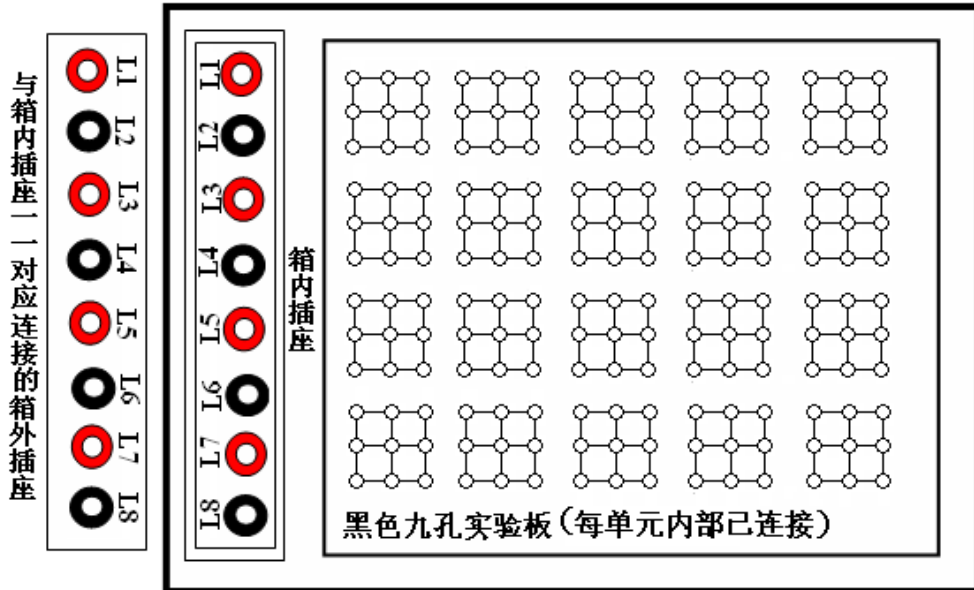 与箱内插座一一对应连接的箱外插座
L1
L2
L3
L4
L5
L6
L7
L8
L1
L2
L3
L4
L5
L6
L7
L8
箱内插座
黑色九孔实验板(每单元内部已连接)